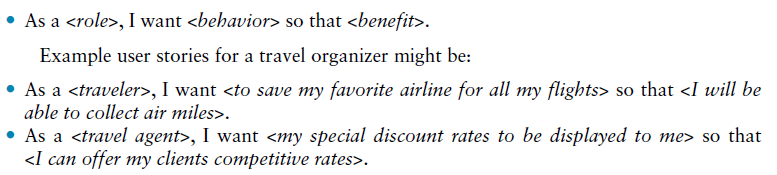 • As a <role>, I want <behavior> so that <benefit>.
Example user stories for a travel organizer might be:
• As a <traveler>, I want <to save my favorite airline for all my flights> so that <I will be
able to collect air miles>.
• As a <travel agent>, I want <my special discount rates to be displayed to me> so that
<I can offer my clients competitive rates>.